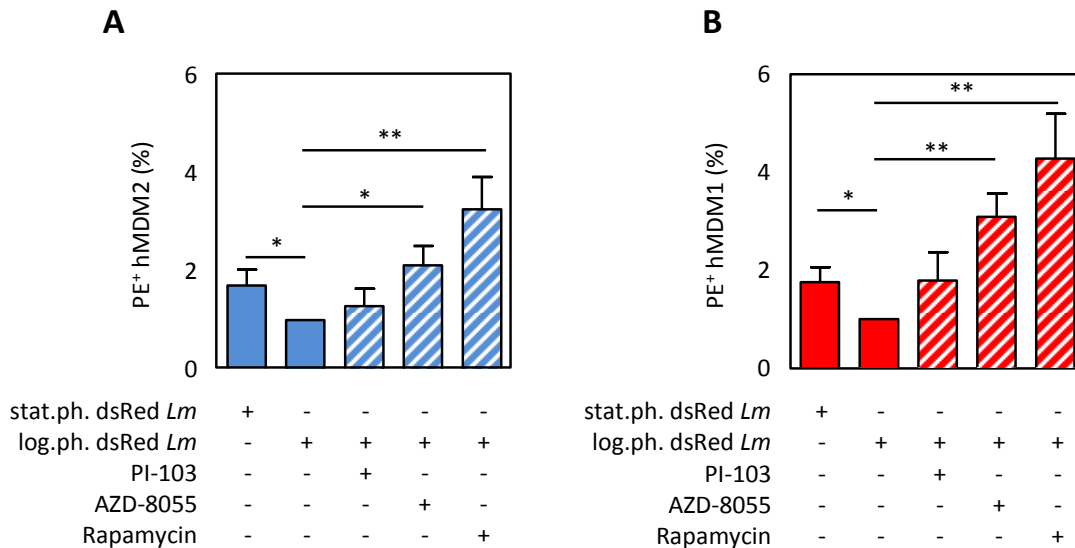 A
B
6
4
2
0
PE⁺ hMDM2 (%)
*
*
**
6
4
2
0
PE⁺ hMDM1 (%)
*
**
**
stat.ph. dsRed Lm + - - - -
log.ph. dsRed Lm - + + + +
PI-103 - - + - -
AZD-8055 - - - + -
Rapamycin - - - - +
stat.ph. dsRed Lm + - - - -
log.ph. dsRed Lm - + + + +
PI-103 - - + - -
AZD-8055 - - - + -
Rapamycin - - - - +